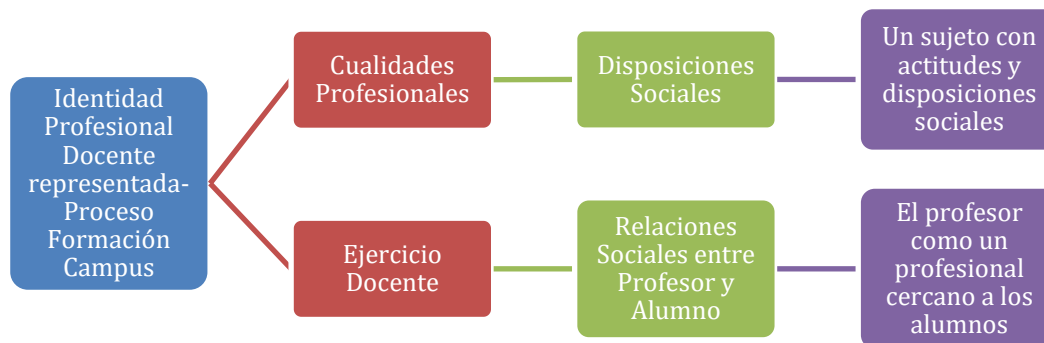 Identidad
Profesional
Docente
representada-
Proceso
Formación
Campus
Cualidades
Profesionales
Disposiciones
Sociales
Un sujeto con
actitudes y
disposiciones
sociales
Ejercicio
Docente
Relaciones
Sociales entre
Profesor y
Alumno
El profesor
como un
profesional
cercano a los
alumnos